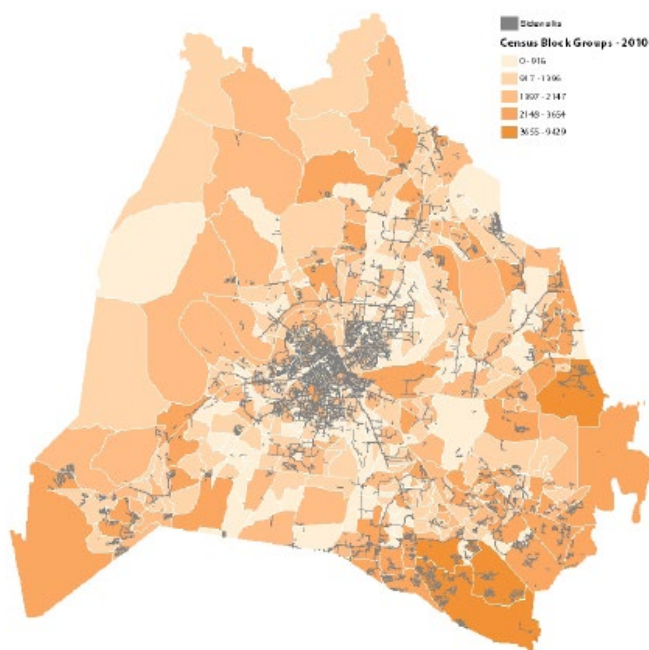 Sidewalks
Census Block Groups - 2010
0 - 916
917 - 1396
1397 - 2147
2148 - 3654
3655 - 9429